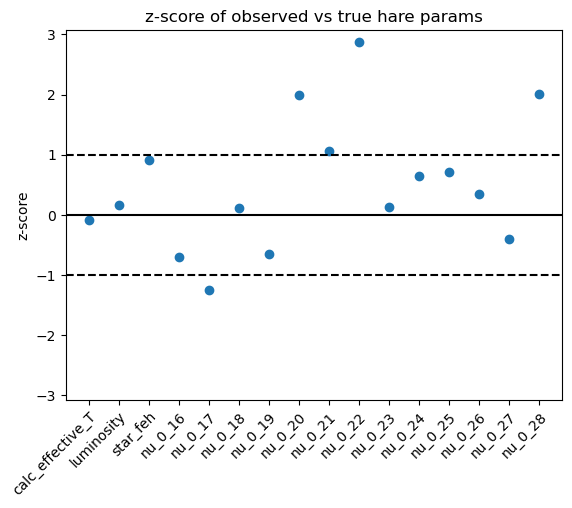 z-score of observed vs true hare params
3
2
1
0
−1
−2
−3
z-score
calc_effective_T
luminosity
star_feh
nu_0_16
nu_0_17
nu_0_18
nu_0_19
nu_0_20
nu_0_21
nu_0_22
nu_0_23
nu_0_24
nu_0_25
nu_0_26
nu_0_27
nu_0_28